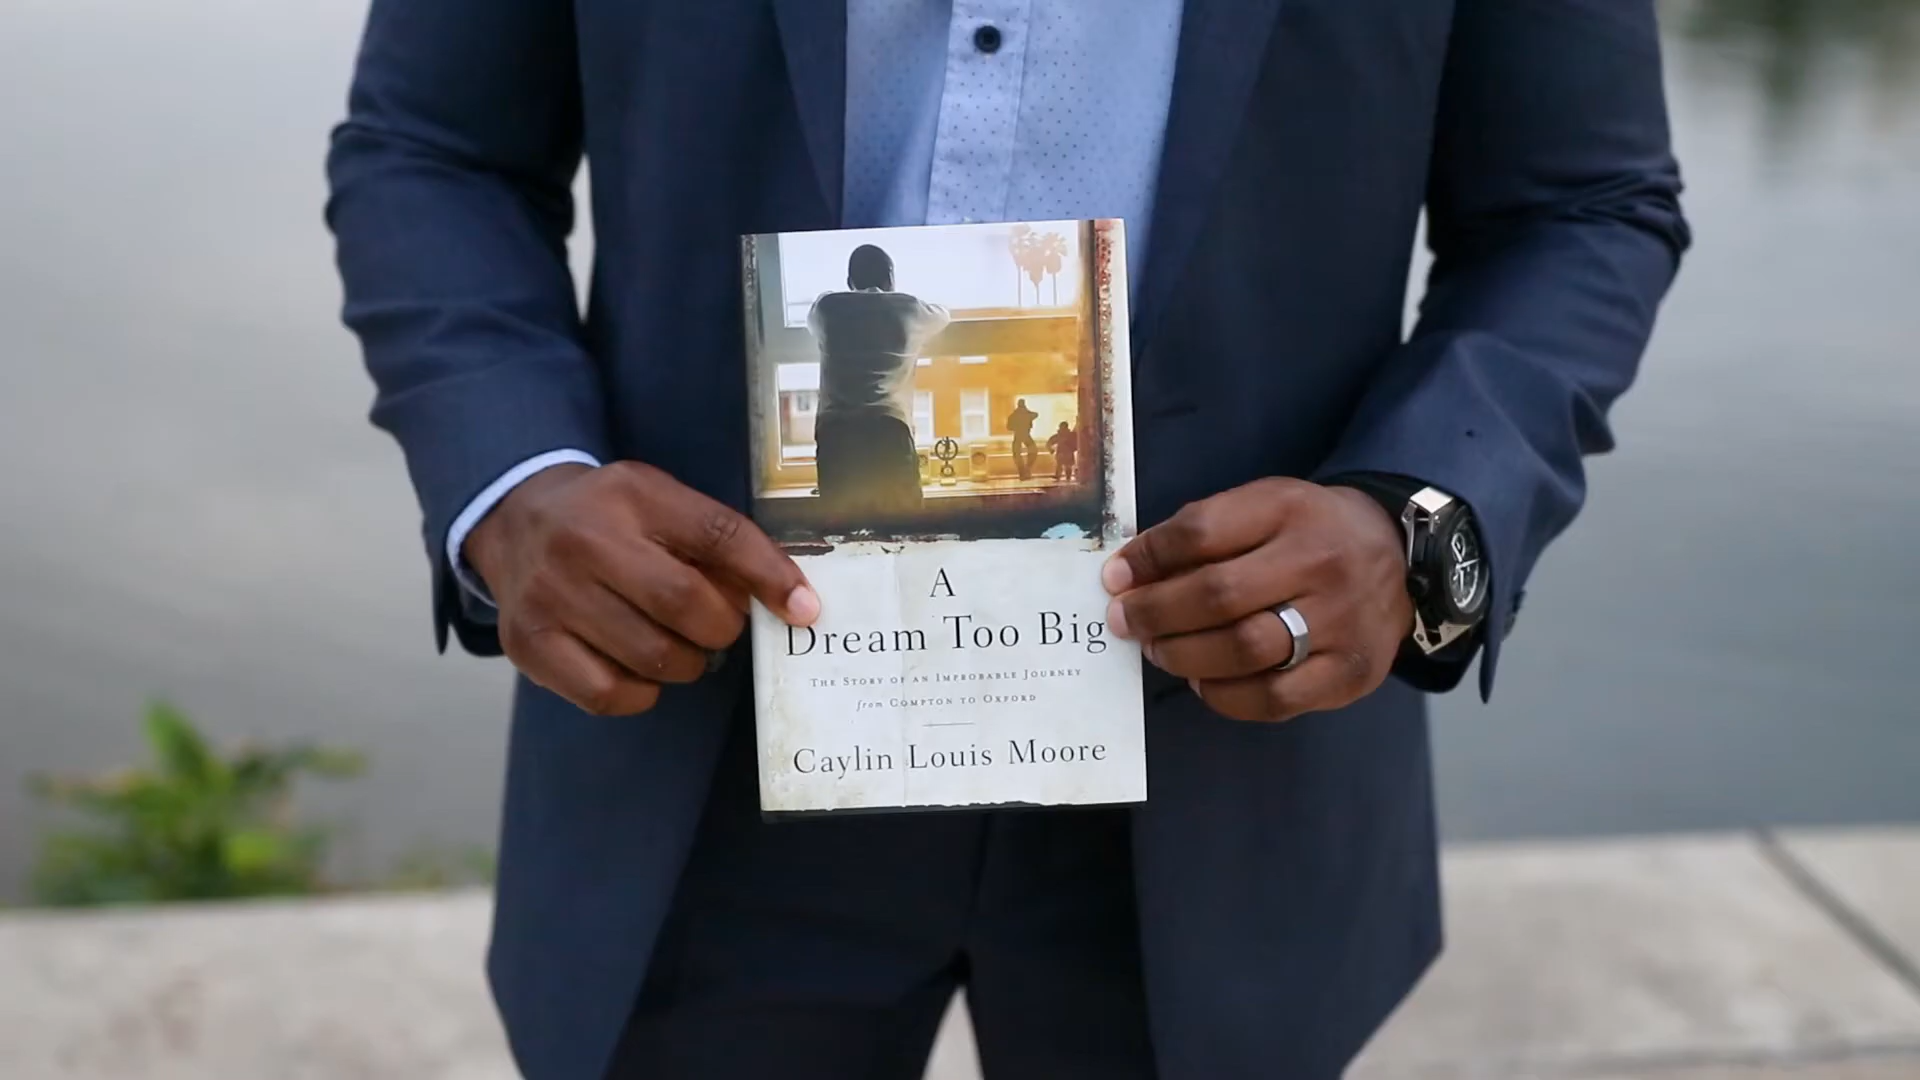 A
Dream Too Big
The Story of an Improbable Journey
from Compton to Oxford
Caylin Louis Moore